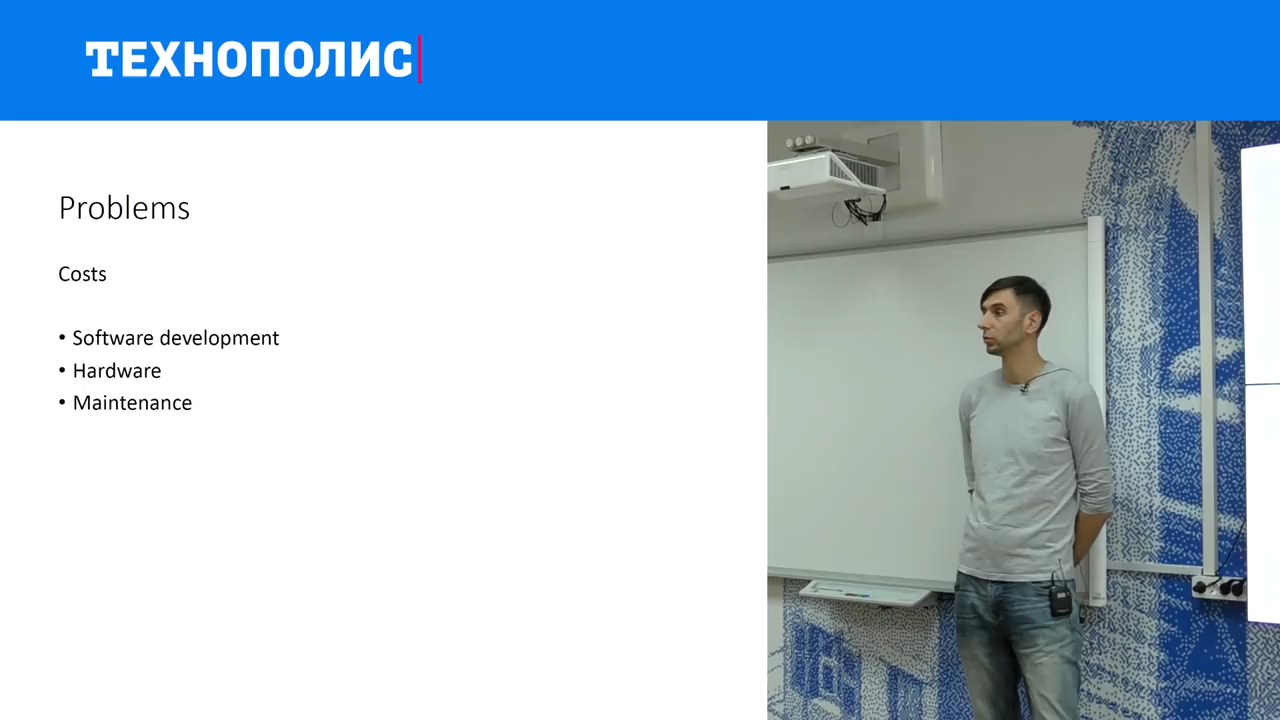 ТЕХНОПОЛИС
Problems
Costs
• Software development
• Hardware
• Maintenance